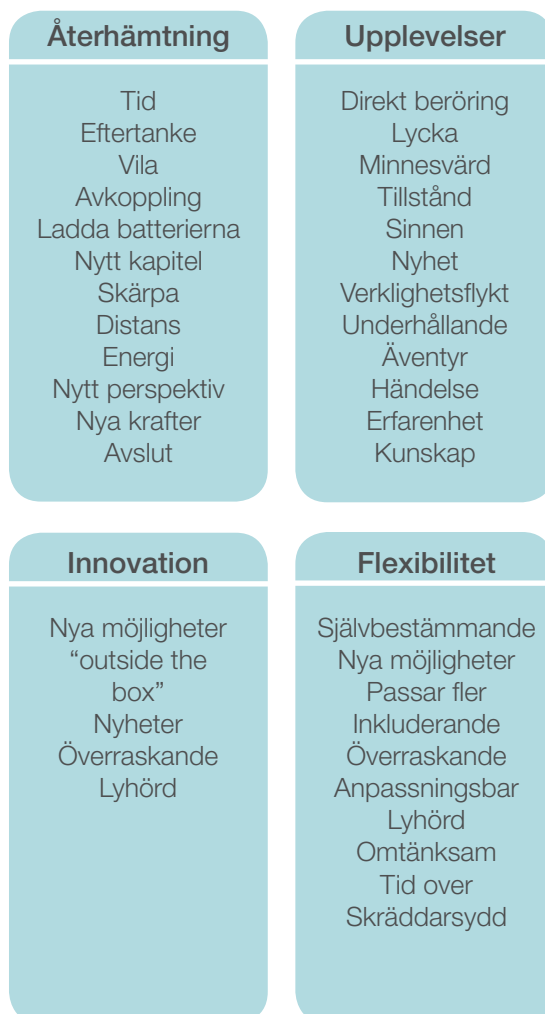 Återhämtning
Tid
Eftertanke
Vila
Avkoppling
Ladda batterierna
Nytt kapitel
Skärpa
Distans
Energi
Nytt perspektiv
Nya krafter
Avslut
Upplevelser
Direkt beröring
Lycka
Minnesvärd
Tillstånd
Sinnen
Nyhet
Verklighetsflykt
Underhållande
Äventyr
Händelse
Erfarenhet
Kunskap
Innovation
Nya möjligheter
“outside the
box”
Nyheter
Överraskande
Lyhörd
Flexibilitet
Självbestämmande
Nya möjligheter
Passar fler
Inkluderande
Överraskande
Anpassningsbar
Lyhörd
Omtänksam
Tid over
Skräddarsydd